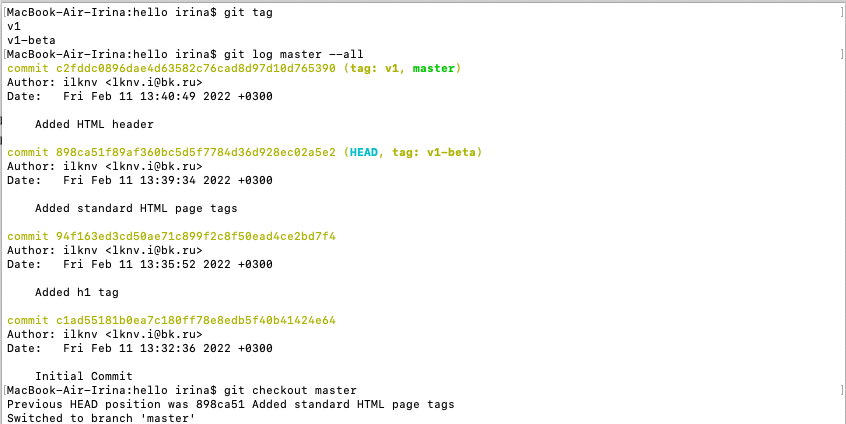 [MacBook-Air-Irina:hello irina$ git tag ]
v1
v1-beta
[MacBook-Air-Irina:hello irina$ git log master --all ]
commit c2fddc0896dae4d63582c76cad8d97d10d765390 (tag: v1, master)
Author: ilknv <lknv.i@bk.ru>
Date:   Fri Feb 11 13:40:49 2022 +0300
    Added HTML header
commit 898ca51f89af360bc5d5f7784d36d928ec02a5e2 (HEAD, tag: v1-beta)
Author: ilknv <lknv.i@bk.ru>
Date:   Fri Feb 11 13:39:34 2022 +0300
    Added standard HTML page tags
commit 94f163ed3cd50ae71c899f2c8f50ead4ce2bd7f4
Author: ilknv <lknv.i@bk.ru>
Date:   Fri Feb 11 13:35:52 2022 +0300
    Added h1 tag
commit c1ad55181b0ea7c180ff78e8edb5f40b41424e64
Author: ilknv <lknv.i@bk.ru>
Date:   Fri Feb 11 13:32:36 2022 +0300
    Initial Commit
[MacBook-Air-Irina:hello irina$ git checkout master ]
Previous HEAD position was 898ca51 Added standard HTML page tags
Switched to branch 'master'